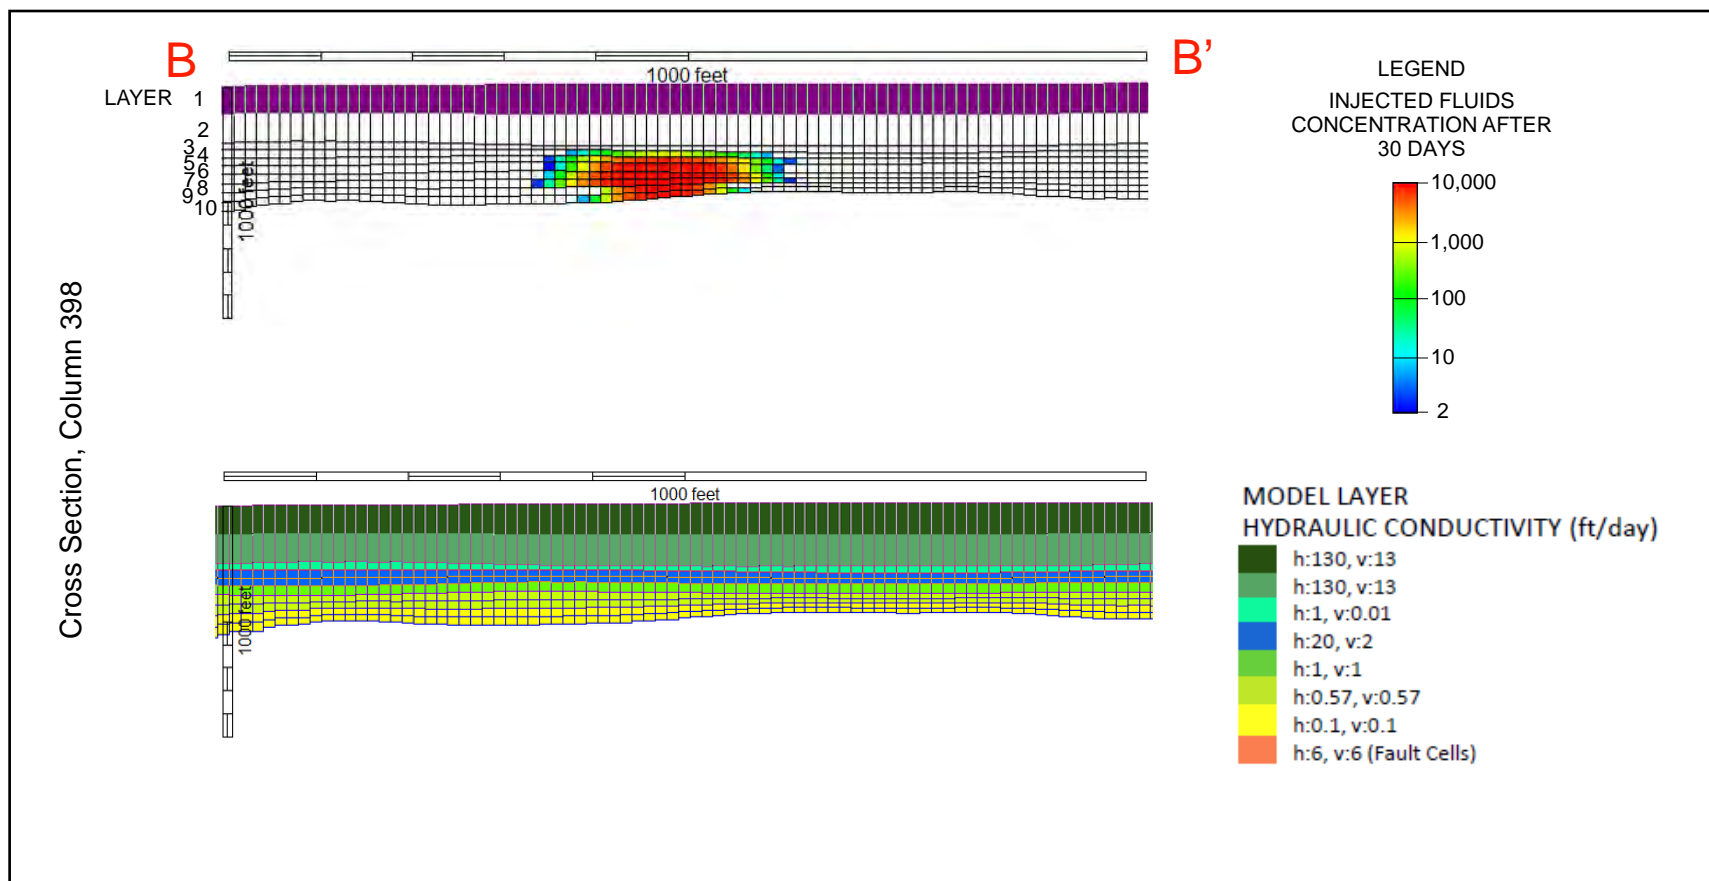 B
B’
1000 feet
LAYER 1
2
3
4
5
6
7
8
9
10
1000 feet
Cross Section, Column 398
LEGEND
INJECTED FLUIDS
CONCENTRATION AFTER
30 DAYS
10,000
1,000
100
10
2
1000 feet
1000 feet
MODEL LAYER
HYDRAULIC CONDUCTIVITY (ft/day)
h:130, v:13
h:130, v:13
h:1, v:0.01
h:20, v:2
h:1, v:1
h:0.57, v:0.57
h:0.1, v:0.1
h:6, v:6 (Fault Cells)